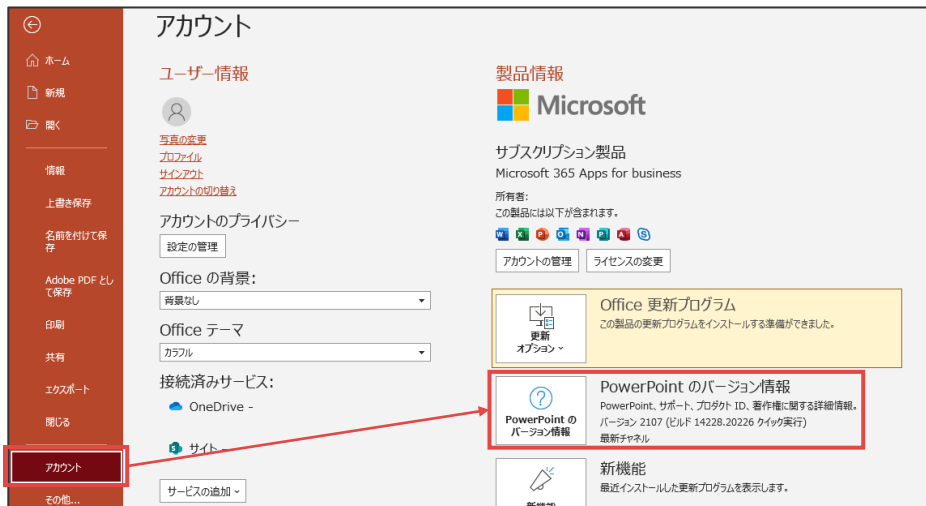 アカウント
ホーム
新規
開く
情報
上書き保存
名前を付けて保
存
Adobe PDF とし
て保存
印刷
共有
エクスポート
閉じる
アカウント
その他...
ユーザー情報
写真の変更
プロファイル
サインアウト
アカウントの切り替え
アカウントのプライバシー
設定の管理
Office の背景:
背景なし
Office テーマ
カラフル
接続済みサービス:
OneDrive -
サイト -
サービスの追加
製品情報
Microsoft
サブスクリプション製品
Microsoft 365 Apps for business
所有者:
この製品には以下が含まれます。
アカウントの管理
ライセンスの変更
更新
オプション
Office 更新プログラム
この製品の更新プログラムをインストールする準備ができました。
PowerPoint の
バージョン情報
PowerPoint のバージョン情報
PowerPoint、サポート、プロダクト ID、著作権に関する詳細情報。
バージョン 2107 (ビルド 14228.20226 クイック実行)
最新チャネル
新機能
新機能
最近インストールした更新プログラムを表示します。